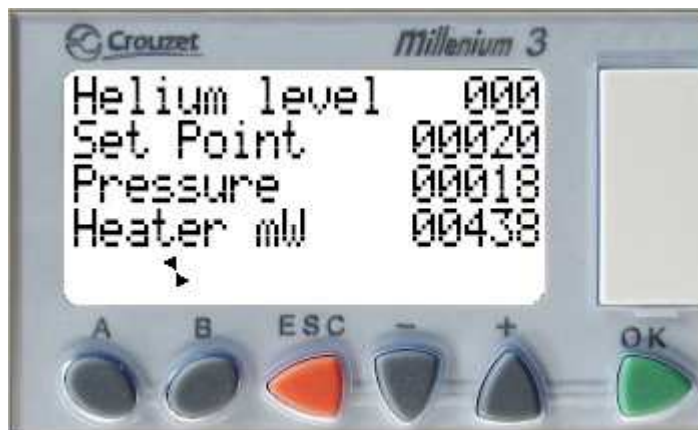 Crouzet millenium 3
Helium level 000
Set Point 00020
Pressure 00018
Heater mW 00438
A B ESC - + OK